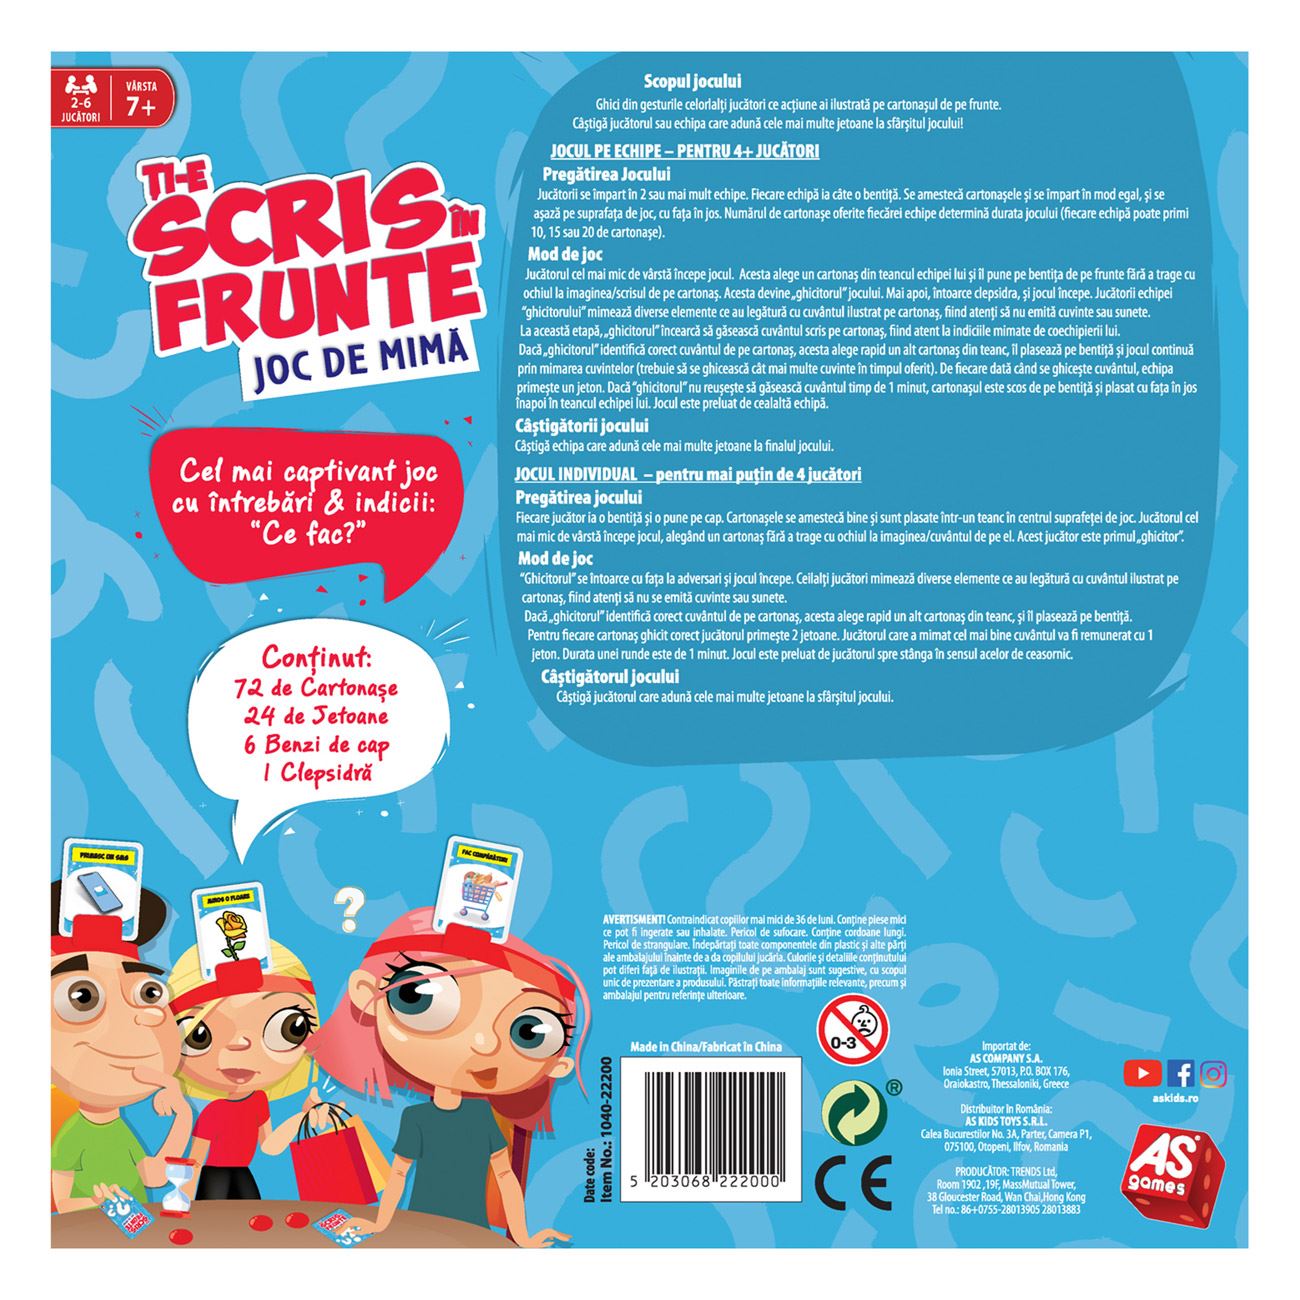 2-6
JUCĂTORI
VÂRSTA
7+
TI-E
SCRIS
ÎN
FRUNTE
JOC DE MIMĂ
Cel mai captivant joc
cu întrebări & indicii:
“Ce fac?”
Conținut:
72 de Cartonașe
24 de Jetoane
6 Benzi de cap
1 Clepsidră
Scopul jocului
Ghici din gesturile celorlalți jucători ce acțiune ai ilustrată pe cartonașul de pe frunte.
Câștigă jucătorul sau echipa care adună cele mai multe jetoane la sfârșitul jocului!
JOCUL PE ECHIPE – PENTRU 4+ JUCĂTORI
Pregătirea Jocului
Jucătorii se împart în 2 sau mai mult echipe. Fiecare echipă ia câte o bentiță. Se amestecă cartonașele și se împart în mod egal, și se
așază pe suprafața de joc, cu fața în jos. Numărul de cartonașe oferite fiecărei echipe determină durata jocului (fiecare echipă poate primi
10, 15 sau 20 de cartonașe).
Mod de joc
Jucătorul cel mai mic de vârstă începe jocul. Acesta alege un cartonaș din teancul echipei lui și îl pune pe bentița de pe frunte fără a trage cu
ochiul la imaginea/scrisul de pe cartonaș. Acesta devine „ghicitorul” jocului. Mai apoi, întoarce clepsidra, și jocul începe. Jucătorii echipei
“ghicitorului” mimează diverse elemente ce au legătură cu cuvântul ilustrat pe cartonaș, fiind atenți să nu emită cuvinte sau sunete.
La această etapă, „ghicitorul” încearcă să găsească cuvântul scris pe cartonaș, fiind atent la indiciile mimate de coechipierii lui.
Dacă „ghicitorul” identifică corect cuvântul de pe cartonaș, acesta alege rapid un alt cartonaș din teanc, îl plasează pe bentiță și jocul continuă
prin mimarea cuvintelor (trebuie să se ghicească cât mai multe cuvinte în timpul oferit). De fiecare dată când se ghicește cuvântul, echipa
primește un jeton. Dacă “ghicitorul” nu reușește să găsească cuvântul timp de 1 minut, cartonașul este scos de pe bentiță și plasat cu fața în jos
înapoi în teancul echipei lui. Jocul este preluat de cealaltă echipă.
Câștigătorii jocului
Câștigă echipa care adună cele mai multe jetoane la finalul jocului.
JOCUL INDIVIDUAL – pentru mai puțin de 4 jucători
Pregătirea jocului
Fiecare jucător ia o bentiță și o pune pe cap. Cartonașele se amestecă bine și sunt plasate într-un teanc în centrul suprafeței de joc. Jucătorul cel
mai mic de vârstă începe jocul, alegând un cartonaș fără a trage cu ochiul la imaginea/cuvântul de pe el. Acest jucător este primul „ghicitor”.
Mod de joc
“Ghicitorul” se întoarce cu fața la adversari și jocul începe. Ceilalți jucători mimează diverse elemente ce au legătură cu cuvântul ilustrat pe
cartonaș, fiind atenți să nu se emită cuvinte sau sunete.
Dacă „ghicitorul” identifică corect cuvântul de pe cartonaș, acesta alege rapid un alt cartonaș din teanc, și îl plasează pe bentiță.
Pentru fiecare cartonaș ghicit corect jucătorul primește 2 jetoane. Jucătorul care a mimat cel mai bine cuvântul va fi remunerat cu 1
jeton. Durata unei runde este de 1 minut. Jocul este preluat de jucătorul spre stânga în sensul acelor de ceasornic.
Câștigătorul jocului
Câștigă jucătorul care adună cele mai multe jetoane la sfârșitul jocului.
PRIMESC UN SMS
MIROS O FLOARE
FAC CUMPĂRĂTURI
?
SCRIS
FRUNTE
AVERTISMENT! Contraindicat copiilor mai mici de 36 de luni. Conține piese mici
ce pot fi ingerate sau inhalate. Pericol de sufocare. Conține cordoane lungi.
Pericol de strangulare. Îndepărtați toate componentele din plastic și alte părți
ale ambalajului înainte de a da copilului jucăria. Culorile și detaliile conținutului
pot diferi față de ilustrații. Imaginile de pe ambalaj sunt sugestive, cu scopul
unic de prezentare a produsului. Păstrați toate informațiile relevante, precum și
ambalajul pentru referințe ulterioare.
0-3
Made in China/Fabricat în China
Date code:
Item No.: 1040-22200
5 203068 222000
®
CE
Importat de:
AS COMPANY S.A.
Ionia Street, 57013, P.O. BOX 176,
Oraiokastro, Thessaloniki, Greece
Distribuitor în România:
AS KIDS TOYS S.R.L.
Calea Bucurestilor No. 3A, Parter, Camera P1,
075100, Otopeni, Ilfov, Romania
PRODUCĂTOR: TRENDS Ltd,
Room 1902 ,19F, MassMutual Tower,
38 Gloucester Road, Wan Chai,Hong Kong
Tel no.: 86+0755-28013905 28013883
askids.ro
AS
games